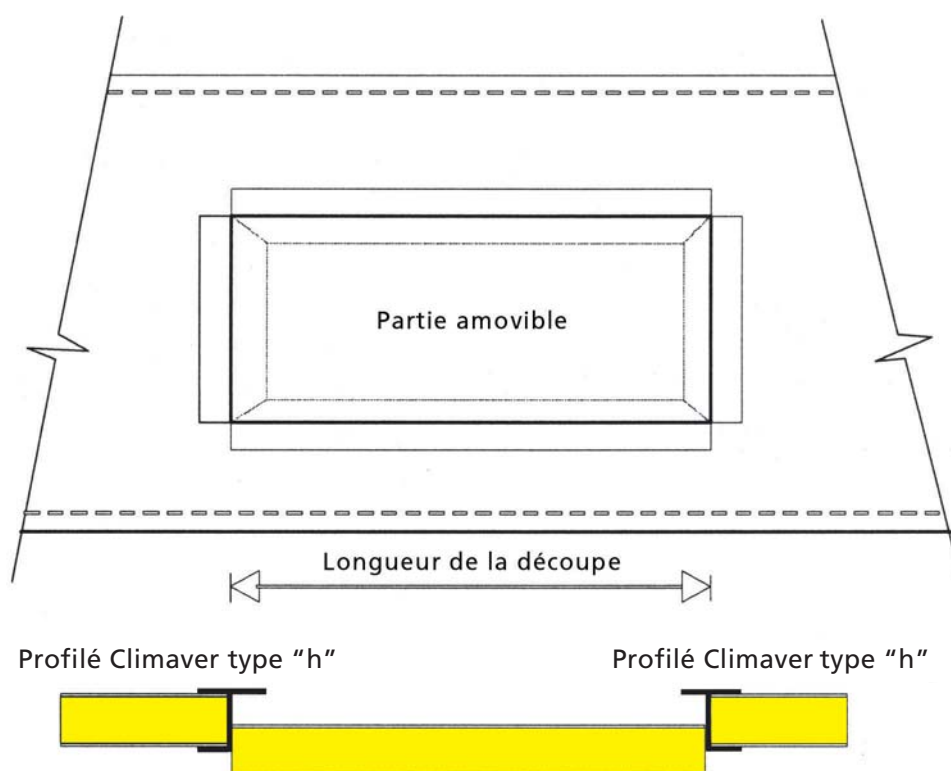 Partie amovible
Longueur de la découpe
Profilé Climaver type “h”
Profilé Climaver type “h”